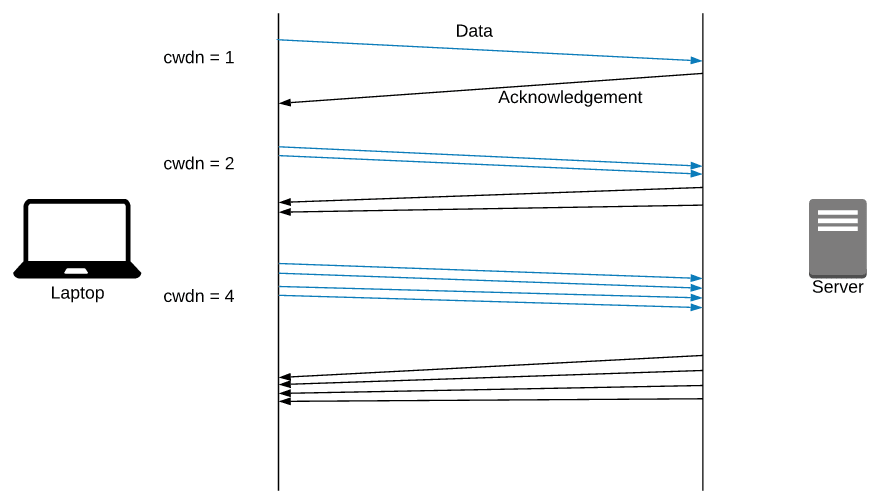 Data
cwdn = 1
Acknowledgement
cwdn = 2
Laptop
cwdn = 4
Server